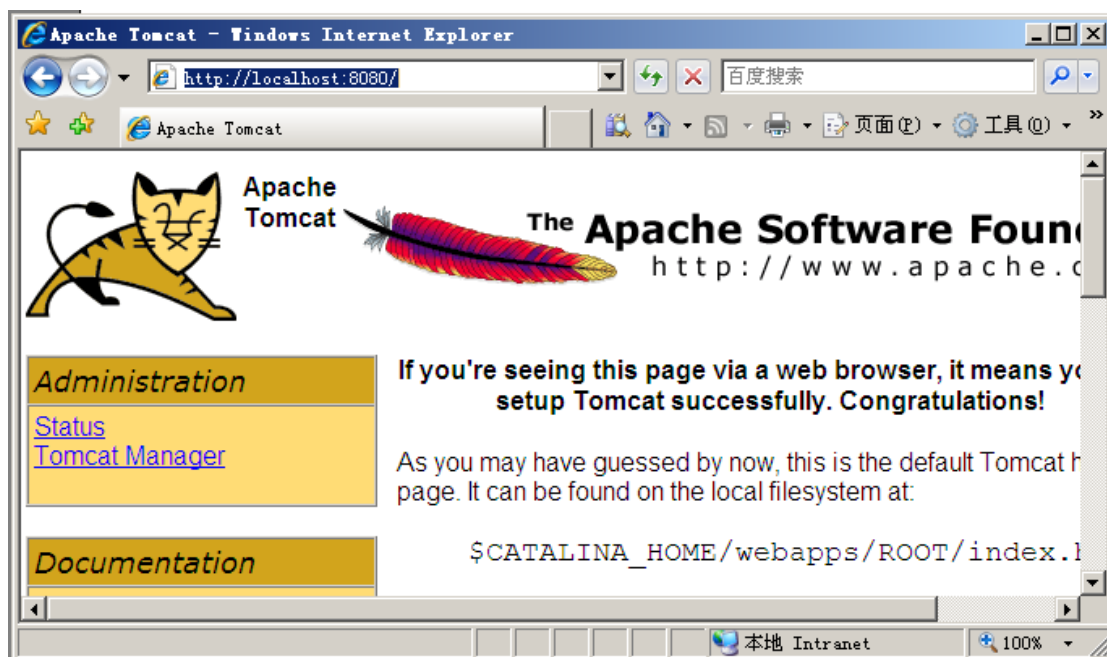 Apache Tomcat - Windows Internet Explorer
http://localhost:8080/
百度搜索
Apache Tomcat
页面(P)
工具(O)
»
Apache
Tomcat
The Apache Software Foun
http://www.apache.
Administration
Status
Tomcat Manager
If you're seeing this page via a web browser, it means
setup Tomcat successfully. Congratulations!
As you may have guessed by now, this is the default Tomcat
page. It can be found on the local filesystem at:
$CATALINA_HOME/webapps/ROOT/index.
Documentation
本地 Intranet
100%